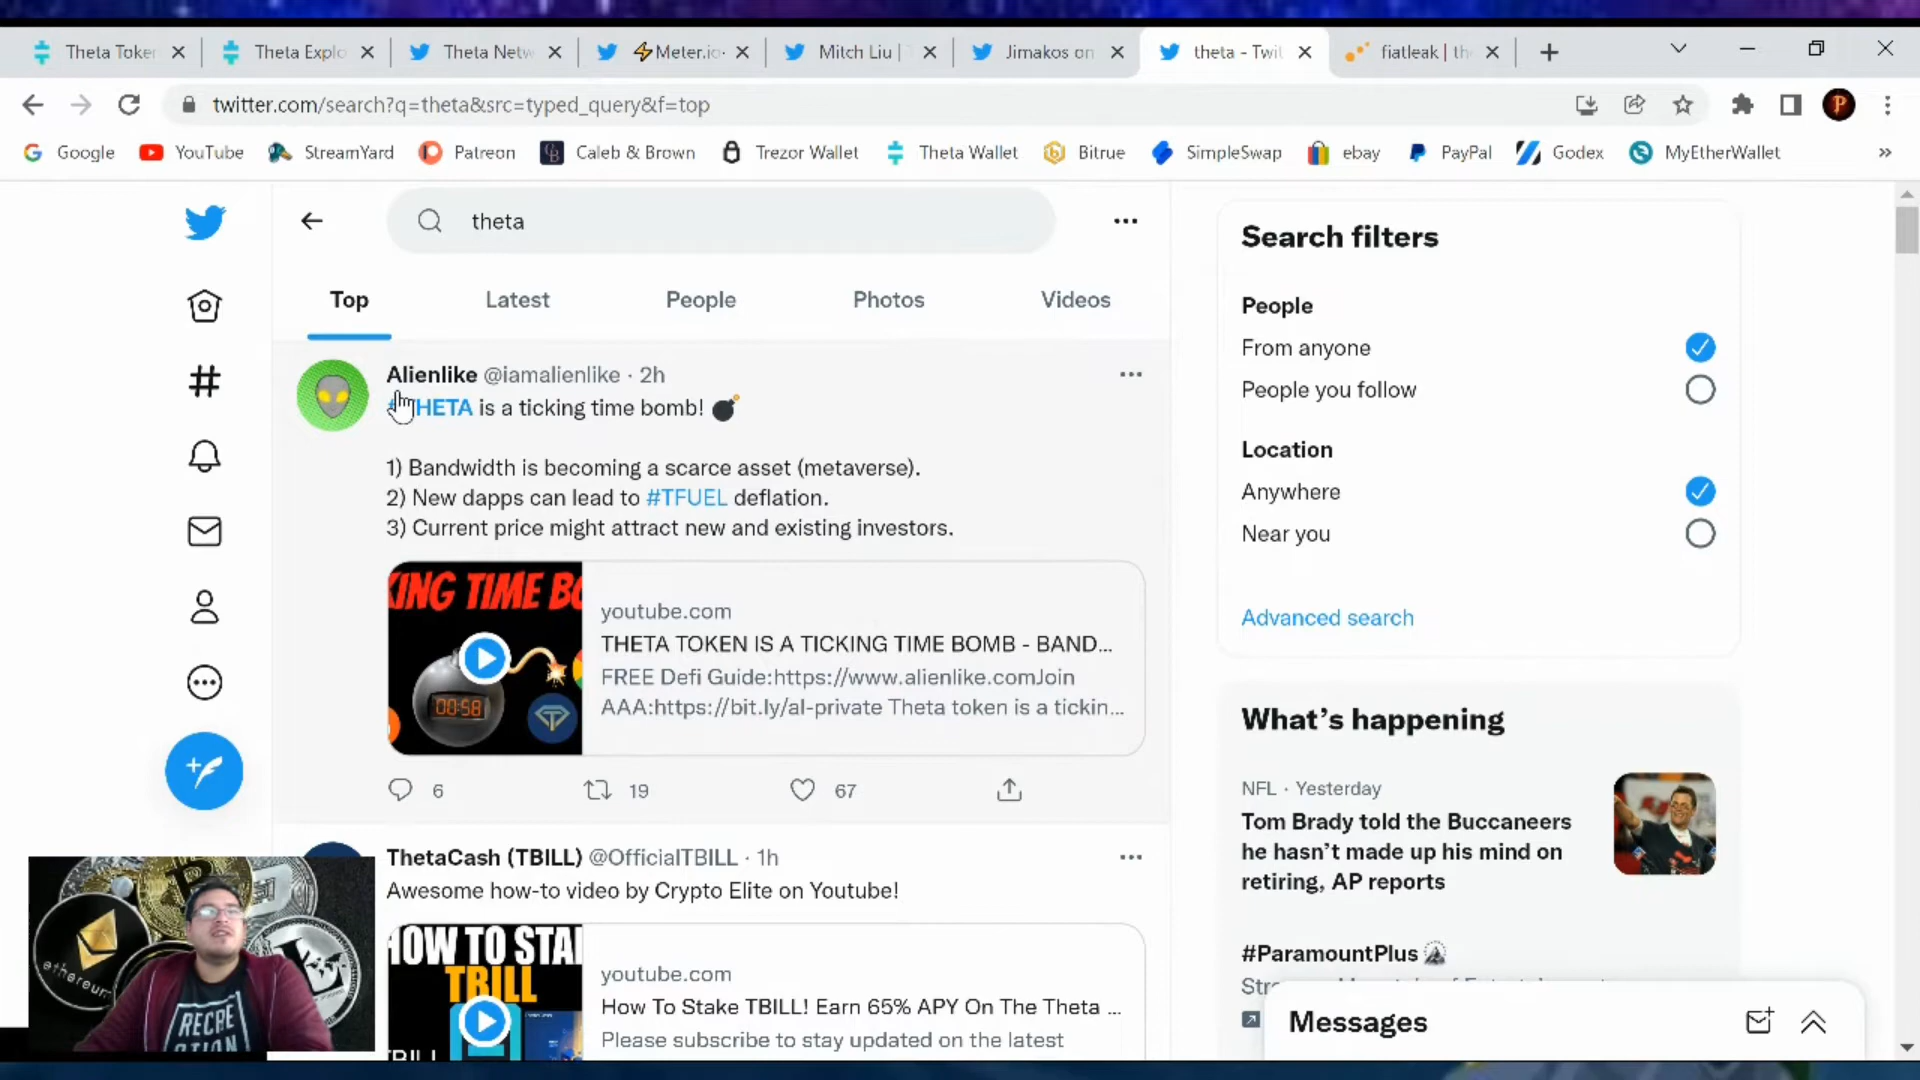 Theta Toke
Theta Explo
Theta Netw
⚡Meter.io
Mitch Liu |
Jimakos on
theta - Twit
fiatleak | th
twitter.com/search?q=theta&src=typed_query&f=top
Google
YouTube
StreamYard
Patreon
Caleb & Brown
Trezor Wallet
Theta Wallet
Bitrue
SimpleSwap
ebay
PayPal
Godex
MyEtherWallet
theta
Top
Latest
People
Photos
Videos
Alienlike @iamalienlike · 2h
#THETA is a ticking time bomb! 💣
1) Bandwidth is becoming a scarce asset (metaverse).
2) New dapps can lead to #TFUEL deflation.
3) Current price might attract new and existing investors.
KING TIME BO
00:58
youtube.com
THETA TOKEN IS A TICKING TIME BOMB - BAND...
FREE Defi Guide:https://www.alienlike.comJoin
AAA:https://bit.ly/al-private Theta token is a tickin...
6
19
67
ThetaCash (TBILL) @OfficialTBILL · 1h
Awesome how-to video by Crypto Elite on Youtube!
HOW TO STA
TBILL
youtube.com
How To Stake TBILL! Earn 65% APY On The Theta ...
Please subscribe to stay updated on the latest
Search filters
People
From anyone
People you follow
Location
Anywhere
Near you
Advanced search
What's happening
NFL · Yesterday
Tom Brady told the Buccaneers
he hasn't made up his mind on
retiring, AP reports
#ParamountPlus
Messages
ethereum
RECRE
ATION